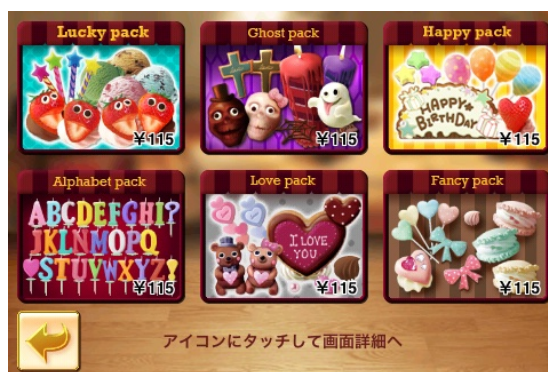 Lucky pack
¥115
Ghost pack
¥115
Happy pack
HAPPY
BIRTHDAY
¥115
Alphabet pack
ABCDEFGHI?
JKLNMOPQ
STUVWXYZ!
¥115
Love pack
I LOVE
YOU
¥115
Fancy pack
¥115
アイコンにタッチして画面詳細へ